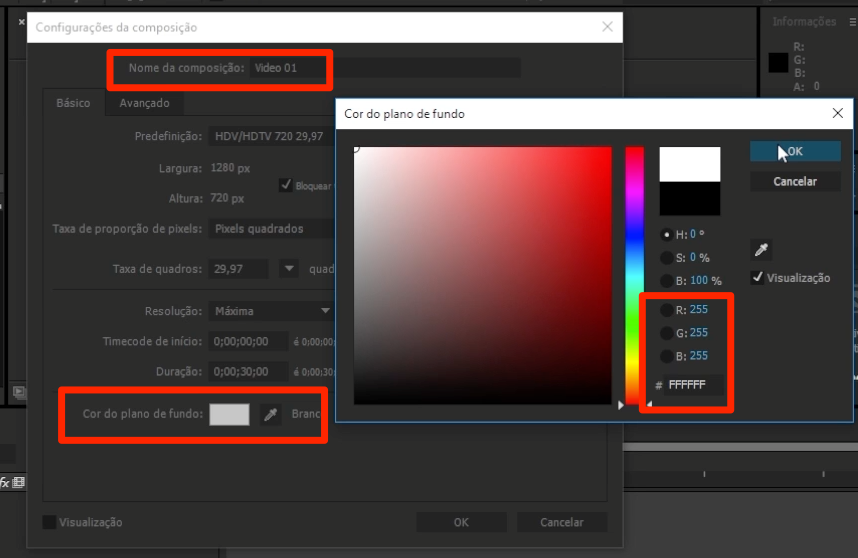 Configurações da composição
Informações
R:
G:
B:
A: 0
Nome da composição: Video 01
Básico Avançado
Predefinição: HDV/HDTV 720 29,97
Largura: 1280 px
Bloquear
Altura: 720 px
Taxa de proporção de pixels: Pixels quadrados
Taxa de quadros: 29,97 quad
Resolução: Máxima
Timecode de início: 0;00;00;00 é 0;00;00;
Duração: 0;00;30;00 é 0;00;30;
Cor do plano de fundo: Branc
Visualização
OK Cancelar
fx
Cor do plano de fundo
OK
Cancelar
H: 0 °
S: 0 %
B: 100 %
Visualização
R: 255
G: 255
B: 255
# FFFFFF